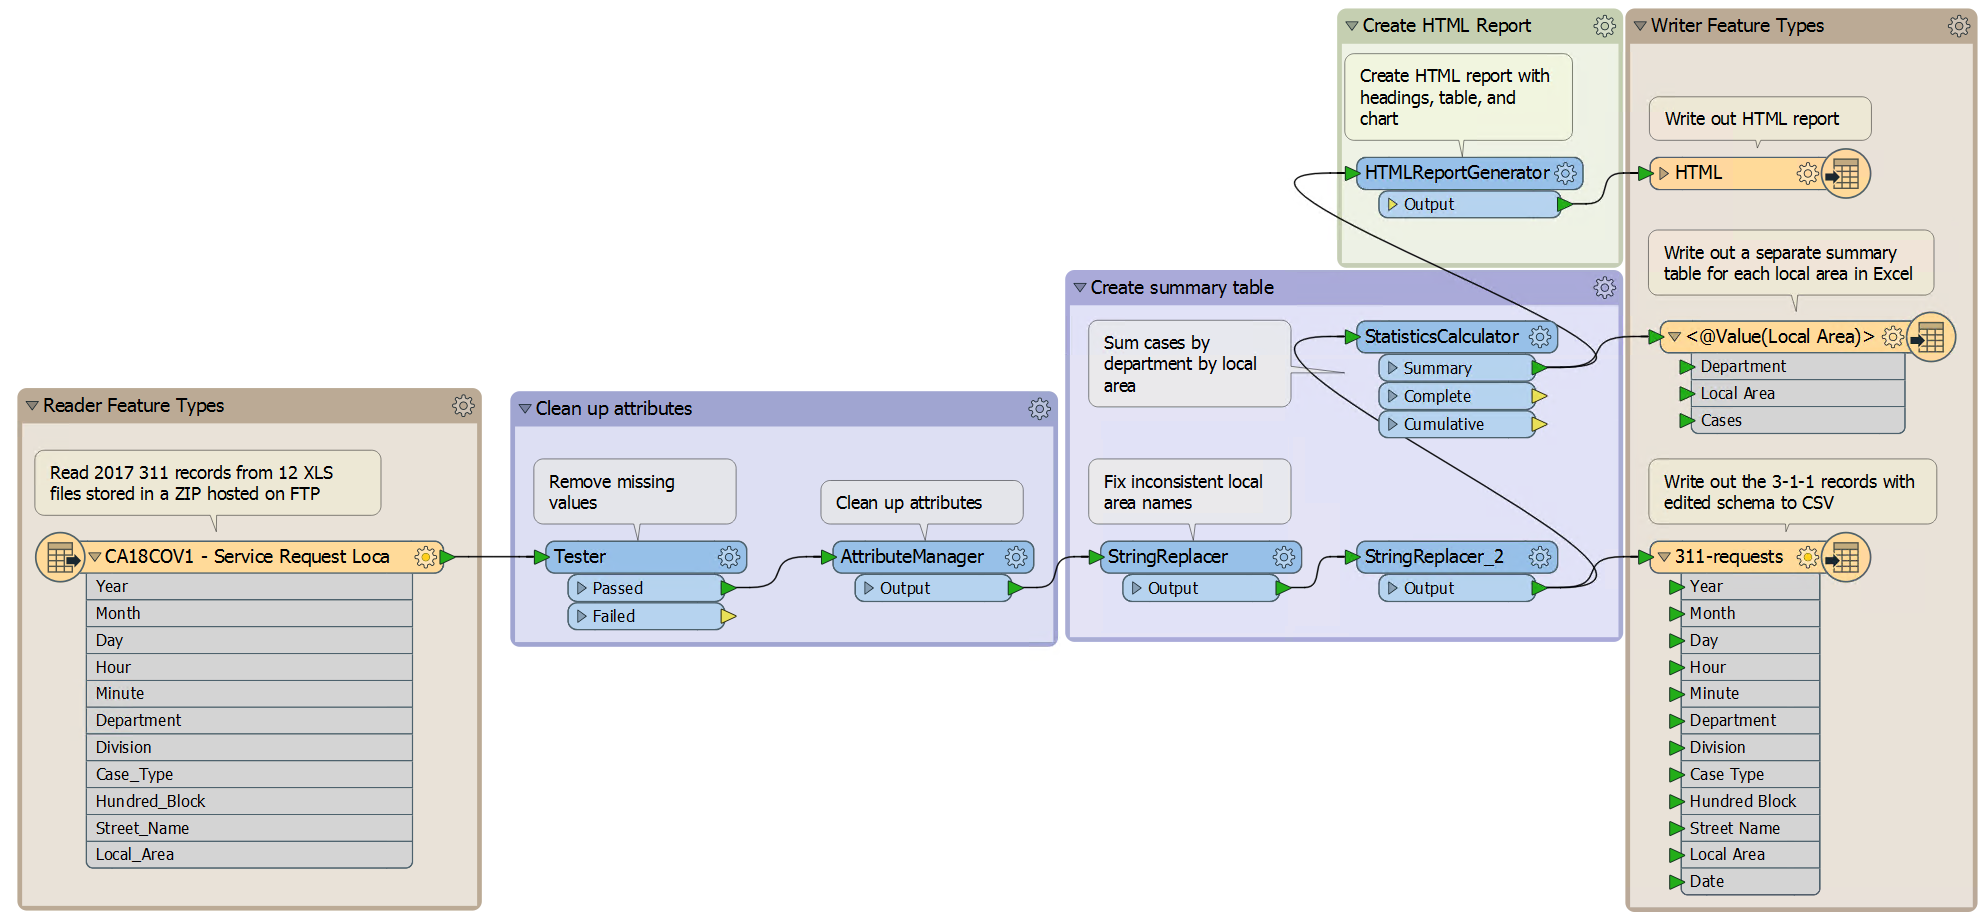 Reader Feature Types
Read 2017 311 records from 12 XLS
files stored in a ZIP hosted on FTP
CA18COV1 - Service Request Loca
Year
Month
Day
Hour
Minute
Department
Division
Case_Type
Hundred_Block
Street_Name
Local_Area
Clean up attributes
Remove missing
values
Tester
Passed
Failed
Clean up attributes
AttributeManager
Output
Create summary table
Sum cases by
department by local
area
StatisticsCalculator
Summary
Complete
Cumulative
Fix inconsistent local
area names
StringReplacer
Output
StringReplacer_2
Output
Create HTML Report
Create HTML report with
headings, table, and
chart
HTMLReportGenerator
Output
Writer Feature Types
Write out HTML report
HTML
Write out a separate summary
table for each local area in Excel
<@Value(Local Area)>
Department
Local Area
Cases
Write out the 3-1-1 records with
edited schema to CSV
311-requests
Year
Month
Day
Hour
Minute
Department
Division
Case Type
Hundred Block
Street Name
Local Area
Date